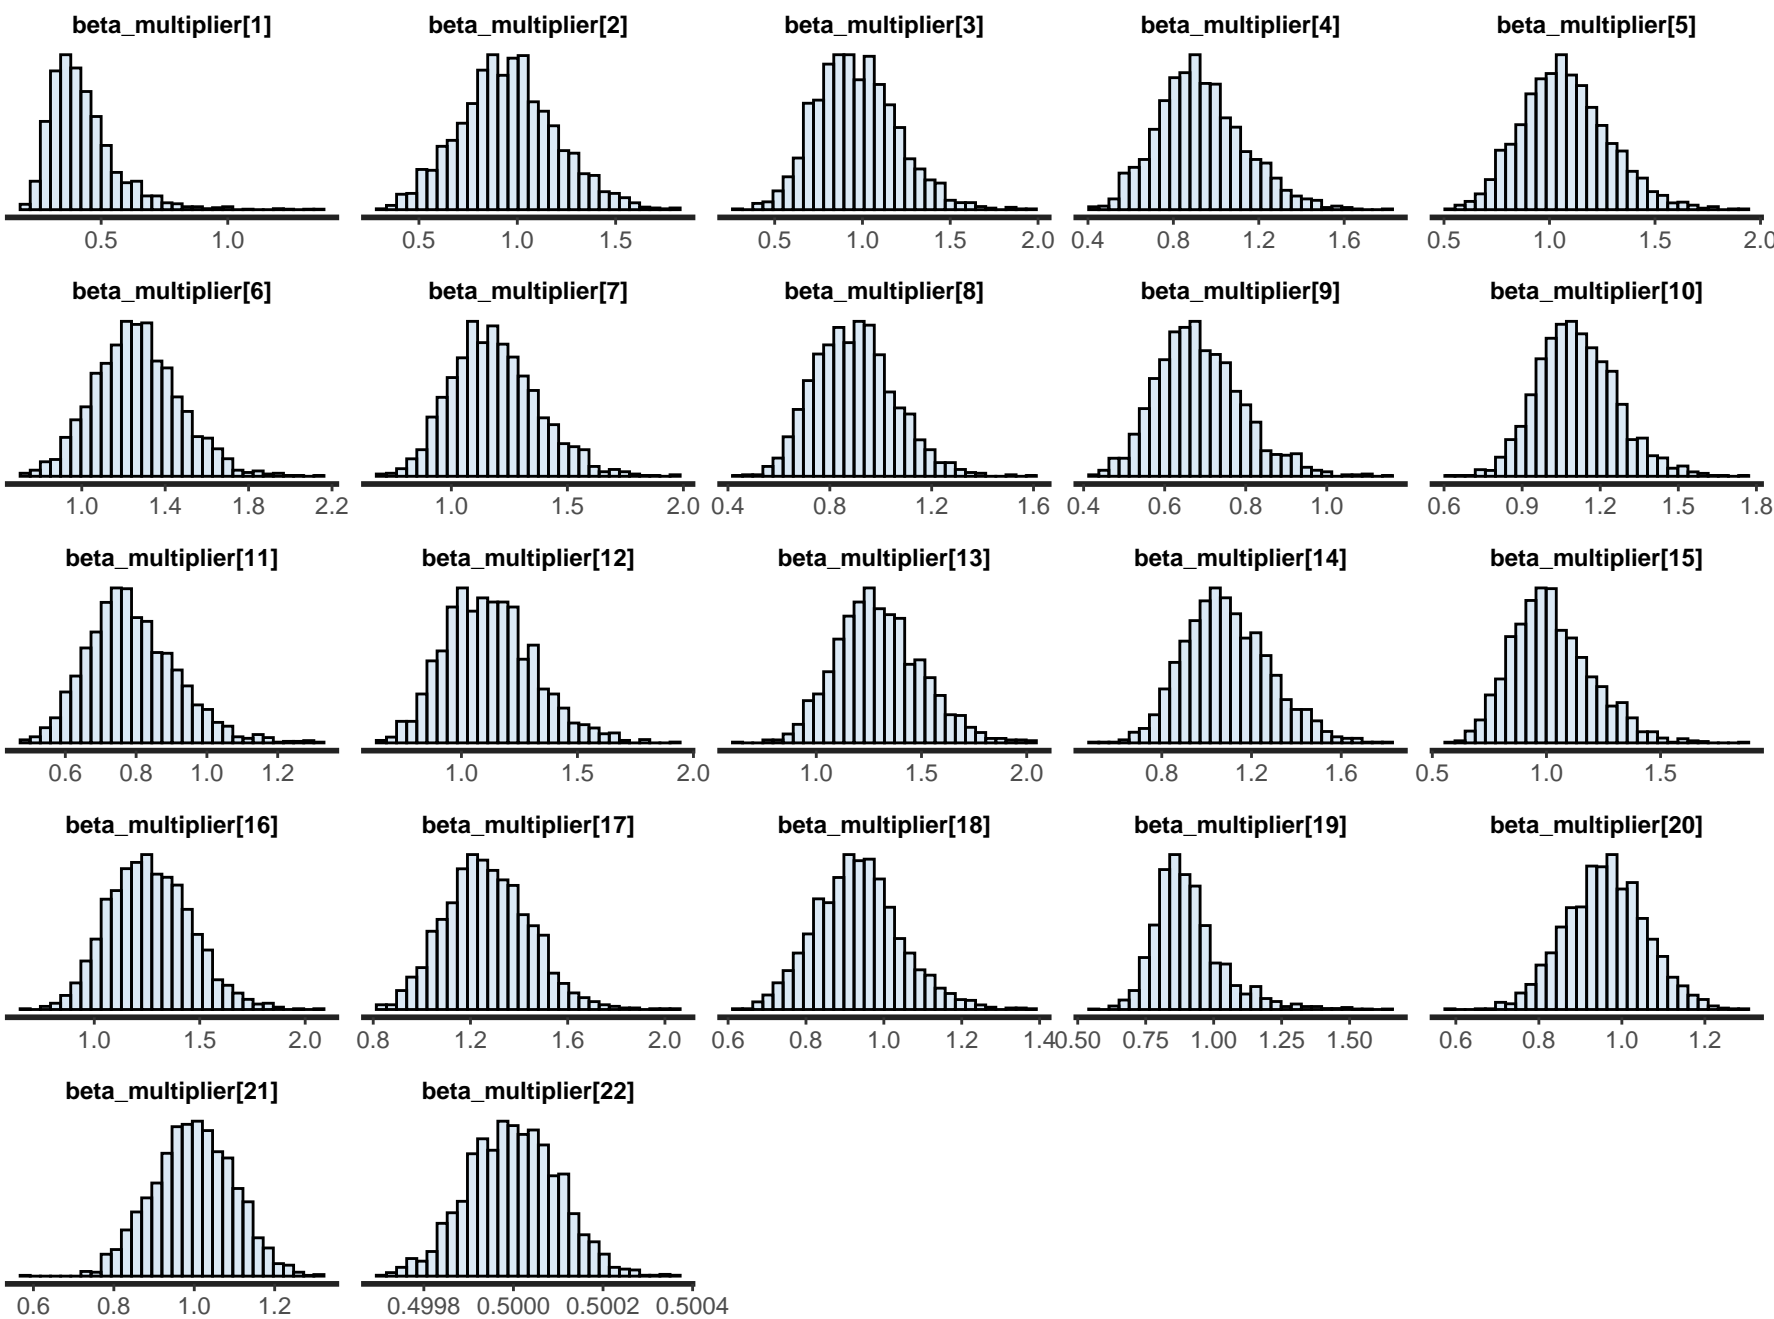 beta_multiplier[1] beta_multiplier[2] beta_multiplier[3] beta_multiplier[4] beta_multiplier[5]
0.5 1.0 0.5 1.0 1.5 0.5 1.0 1.5 2.0 0.4 0.8 1.2 1.6 0.5 1.0 1.5 2.0
beta_multiplier[6] beta_multiplier[7] beta_multiplier[8] beta_multiplier[9] beta_multiplier[10]
1.0 1.4 1.8 2.2 1.0 1.5 2.0 0.4 0.8 1.2 1.6 0.4 0.6 0.8 1.0 0.6 0.9 1.2 1.5 1.8
beta_multiplier[11] beta_multiplier[12] beta_multiplier[13] beta_multiplier[14] beta_multiplier[15]
0.6 0.8 1.0 1.2 1.0 1.5 2.0 1.0 1.5 2.0 0.8 1.2 1.6 0.5 1.0 1.5
beta_multiplier[16] beta_multiplier[17] beta_multiplier[18] beta_multiplier[19] beta_multiplier[20]
1.0 1.5 2.0 0.8 1.2 1.6 2.0 0.6 0.8 1.0 1.2 1.4 0.50 0.75 1.00 1.25 1.50 0.6 0.8 1.0 1.2
beta_multiplier[21] beta_multiplier[22]
0.6 0.8 1.0 1.2 0.4998 0.5000 0.5002 0.5004